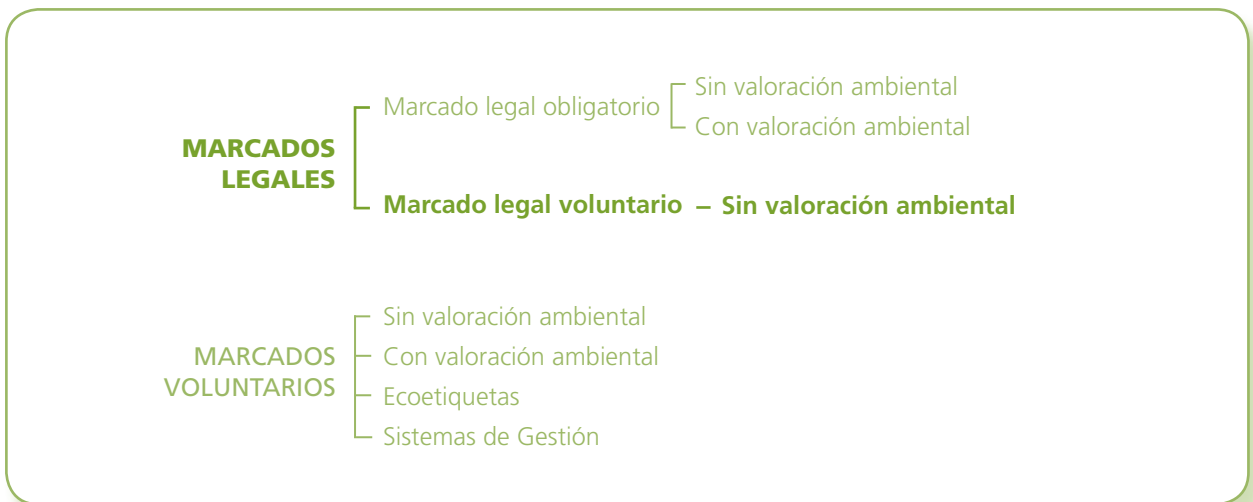 MARCADOS
LEGALES
Marcado legal obligatorio
Sin valoración ambiental
Con valoración ambiental
Marcado legal voluntario – Sin valoración ambiental
MARCADOS
VOLUNTARIOS
Sin valoración ambiental
Con valoración ambiental
Ecoetiquetas
Sistemas de Gestión